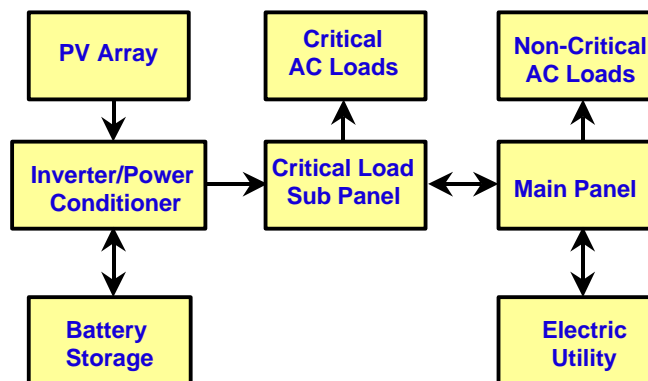 PV Array
Critical
AC Loads
Non-Critical
AC Loads
Inverter/Power
Conditioner
Critical Load
Sub Panel
Main Panel
Battery
Storage
Electric
Utility